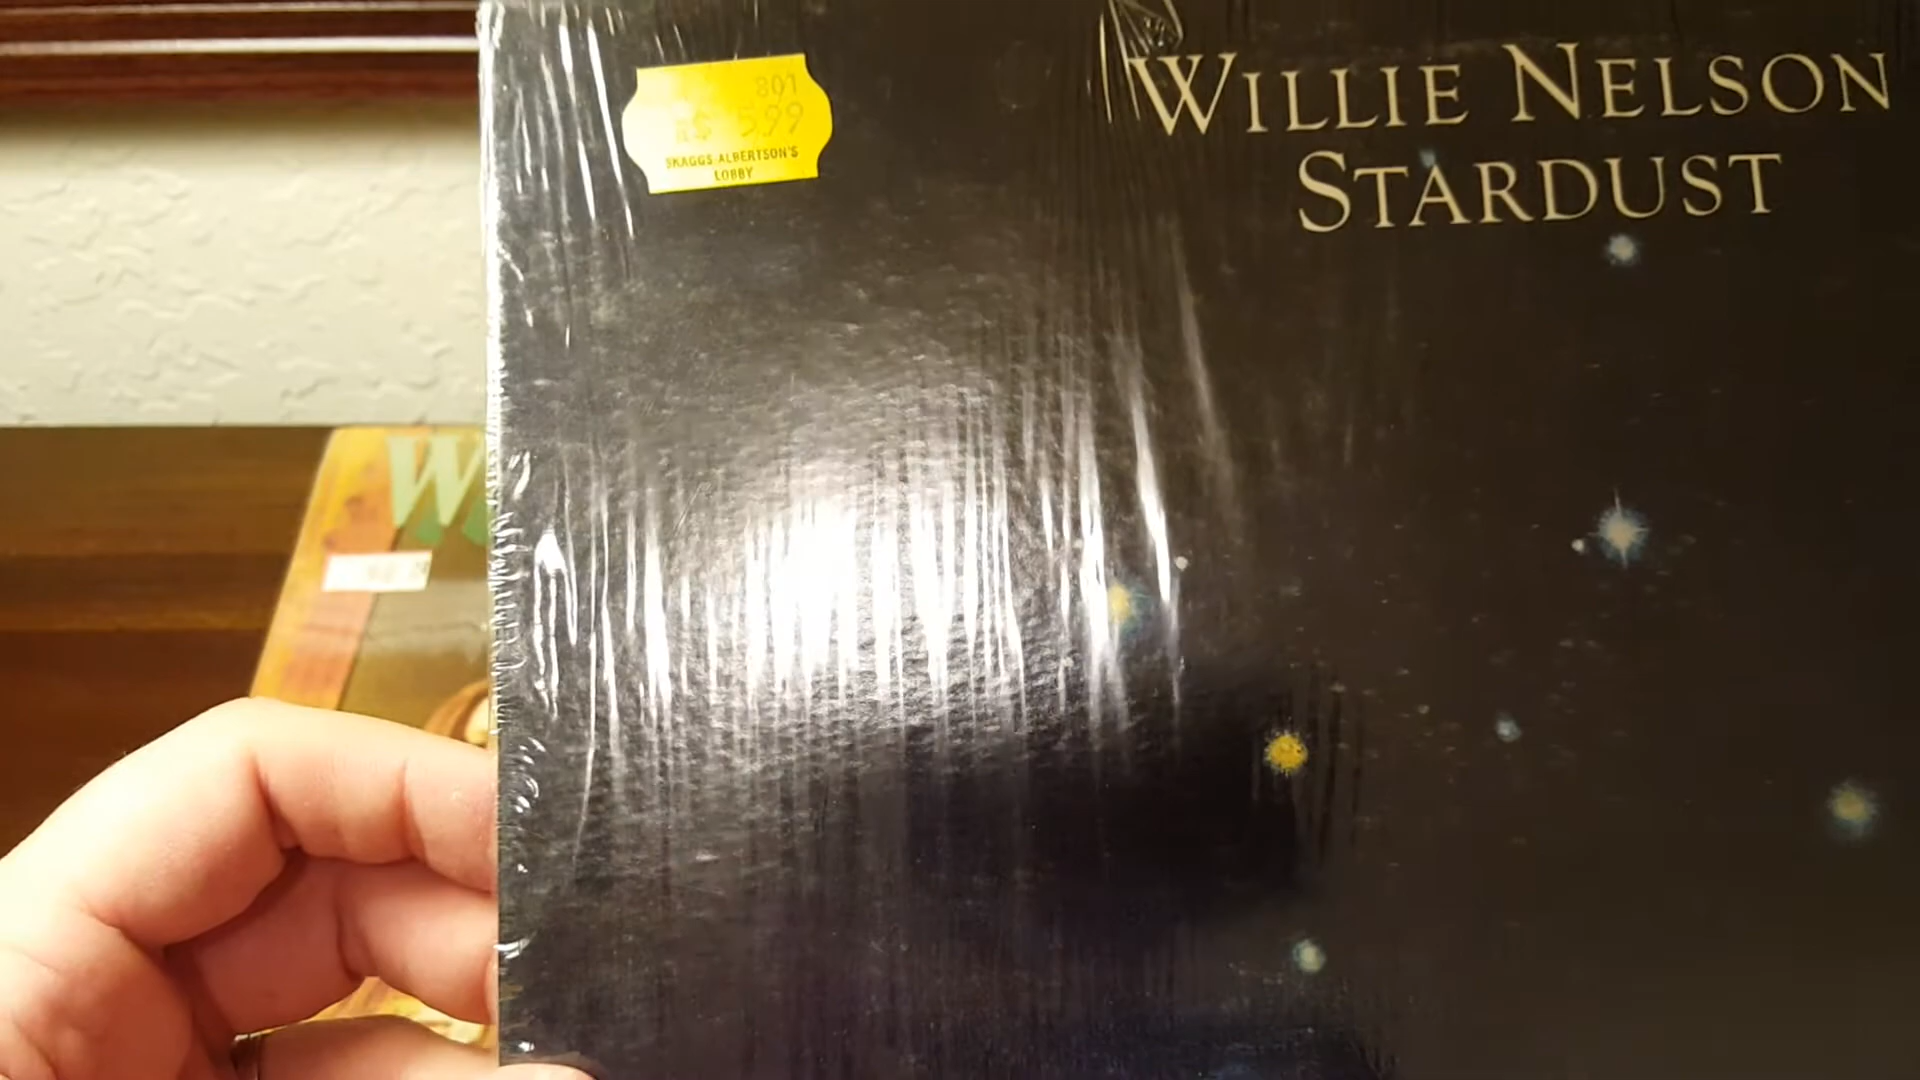 801
R$ 5.99
SKAGGS-ALBERTSON'S
LOBBY
WILLIE NELSON
STARDUST
W